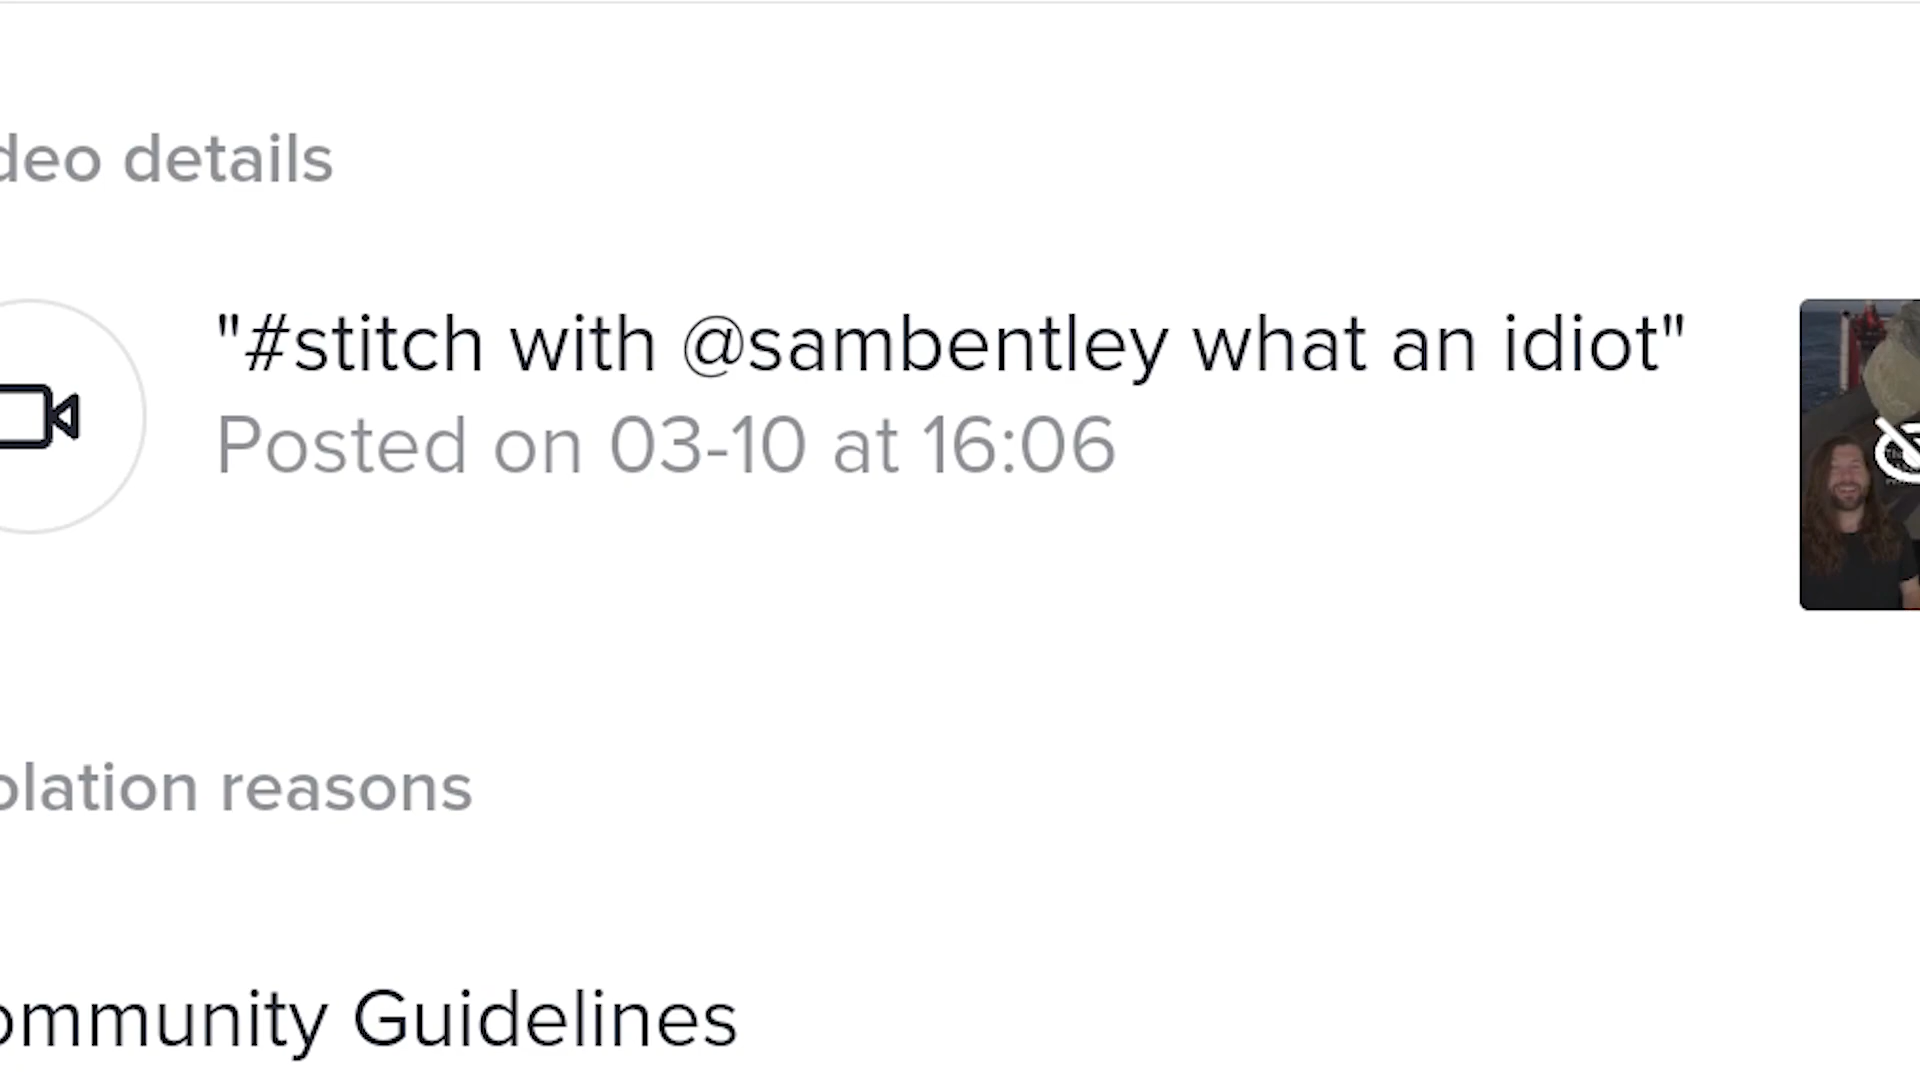 deo details
"#stitch with @sambentley what an idiot"
Posted on 03-10 at 16:06
olation reasons
ommunity Guidelines